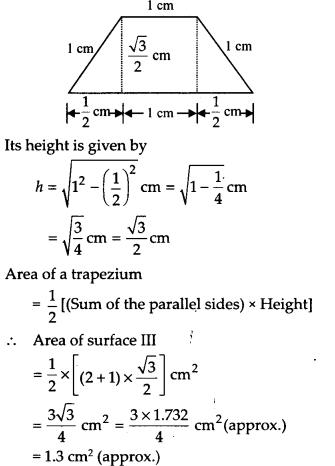 1 cm
1 cm √3/2 cm 1 cm
1/2 cm 1 cm 1/2 cm
Its height is given by
h = √(1² − (1/2)²) cm = √(1 − 1/4) cm
= √(3/4) cm = √3/2 cm
Area of a trapezium
= 1/2 [(Sum of the parallel sides) × Height]
∴ Area of surface III
= 1/2 × [(2 + 1) × √3/2] cm²
= 3√3/4 cm² = 3 × 1.732/4 cm² (approx.)
= 1.3 cm² (approx.)